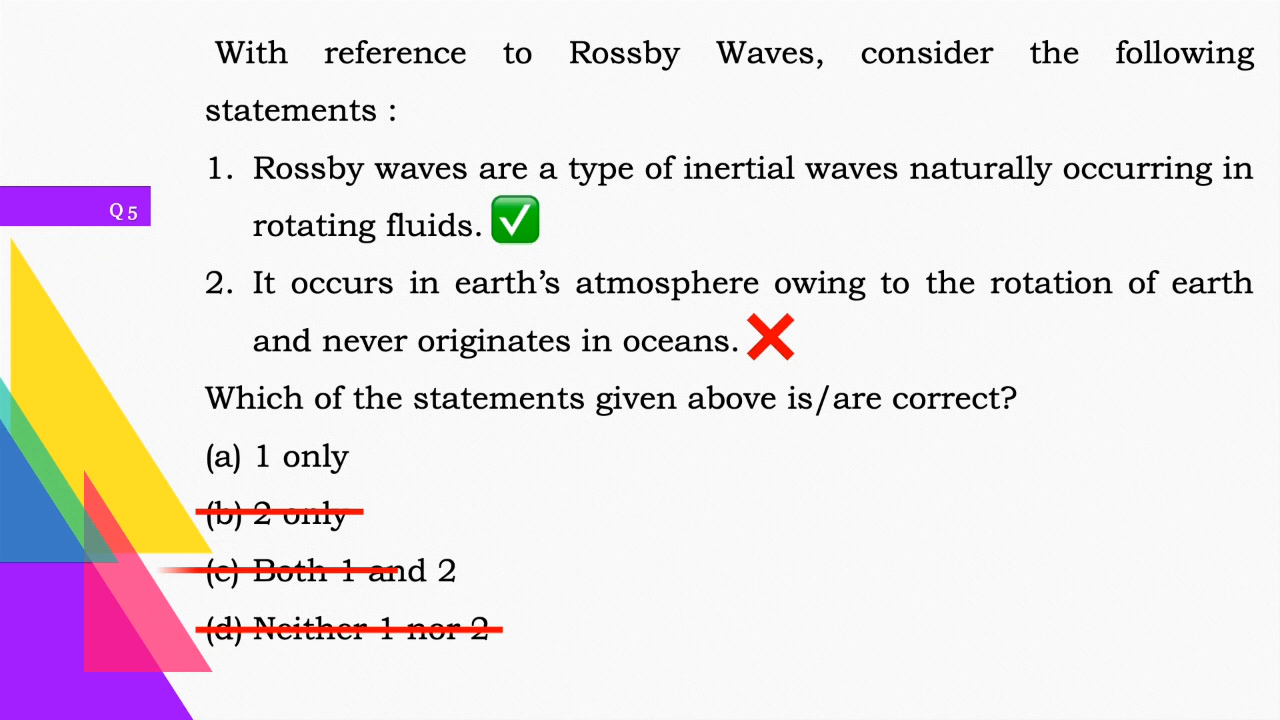 With reference to Rossby Waves, consider the following
statements :
1. Rossby waves are a type of inertial waves naturally occurring in
rotating fluids.
Q 5
2. It occurs in earth’s atmosphere owing to the rotation of earth
and never originates in oceans.
Which of the statements given above is/are correct?
(a) 1 only
(b) 2 only
(c) Both 1 and 2
(d) Neither 1 nor 2